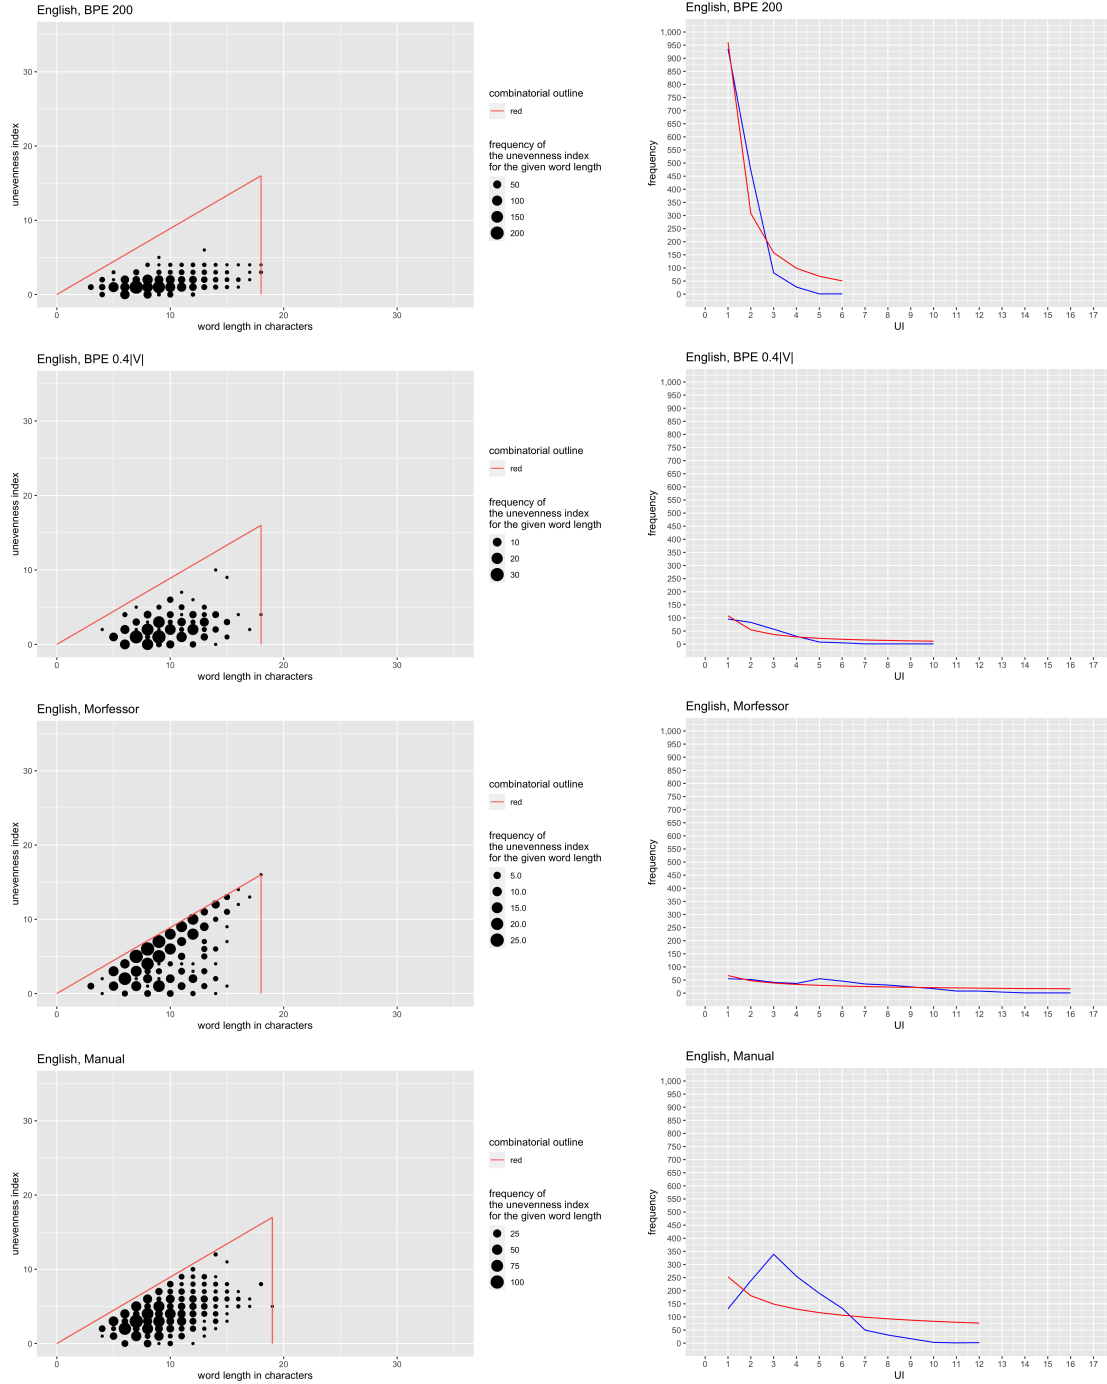 English, BPE 200
unevenness index
30
20
10
0
0
10
20
30
word length in characters
combinatorial outline
red
frequency of
the unevenness index
for the given word length
50
100
150
200
English, BPE 200
frequency
1,000
950
900
850
800
750
700
650
600
550
500
450
400
350
300
250
200
150
100
50
0
0 1 2 3 4 5 6 7 8 9 10 11 12 13 14 15 16 17
UI
English, BPE 0.4|V|
unevenness index
30
20
10
0
0
10
20
30
word length in characters
combinatorial outline
red
frequency of
the unevenness index
for the given word length
10
20
30
English, BPE 0.4|V|
frequency
1,000
950
900
850
800
750
700
650
600
550
500
450
400
350
300
250
200
150
100
50
0
0 1 2 3 4 5 6 7 8 9 10 11 12 13 14 15 16 17
UI
English, Morfessor
unevenness index
30
20
10
0
0
10
20
30
word length in characters
combinatorial outline
red
frequency of
the unevenness index
for the given word length
5.0
10.0
15.0
20.0
25.0
English, Morfessor
frequency
1,000
950
900
850
800
750
700
650
600
550
500
450
400
350
300
250
200
150
100
50
0
0 1 2 3 4 5 6 7 8 9 10 11 12 13 14 15 16 17
UI
English, Manual
unevenness index
30
20
10
0
0
10
20
30
word length in characters
combinatorial outline
red
frequency of
the unevenness index
for the given word length
25
50
75
100
English, Manual
frequency
1,000
950
900
850
800
750
700
650
600
550
500
450
400
350
300
250
200
150
100
50
0
0 1 2 3 4 5 6 7 8 9 10 11 12 13 14 15 16 17
UI